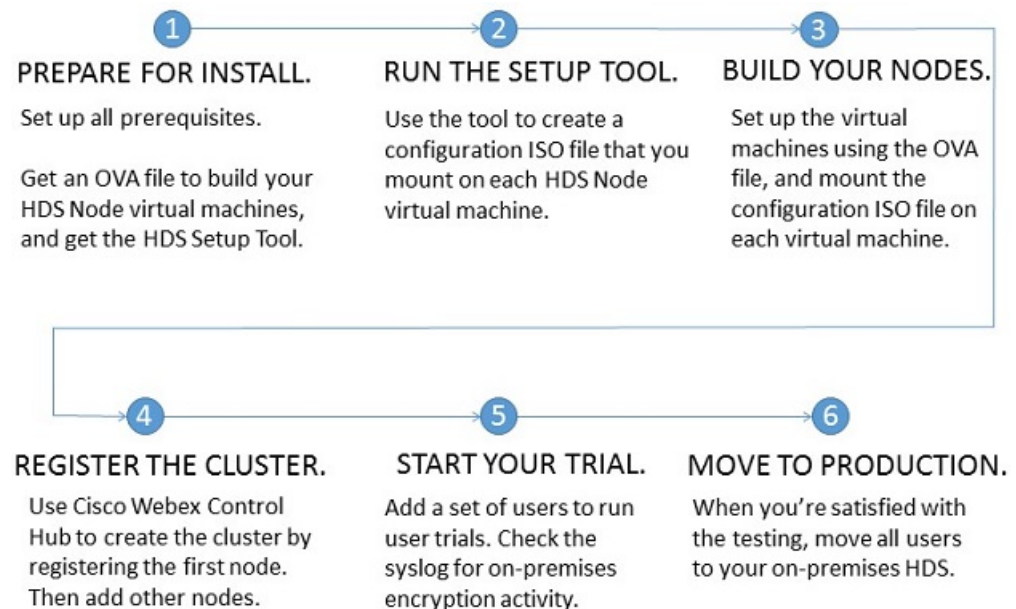 1
PREPARE FOR INSTALL.
Set up all prerequisites.
Get an OVA file to build your
HDS Node virtual machines,
and get the HDS Setup Tool.
2
RUN THE SETUP TOOL.
Use the tool to create a
configuration ISO file that you
mount on each HDS Node
virtual machine.
3
BUILD YOUR NODES.
Set up the virtual
machines using the OVA
file, and mount the
configuration ISO file on
each virtual machine.
4
REGISTER THE CLUSTER.
Use Cisco Webex Control
Hub to create the cluster by
registering the first node.
Then add other nodes.
5
START YOUR TRIAL.
Add a set of users to run
user trials. Check the
syslog for on-premises
encryption activity.
6
MOVE TO PRODUCTION.
When you're satisfied with
the testing, move all users
to your on-premises HDS.